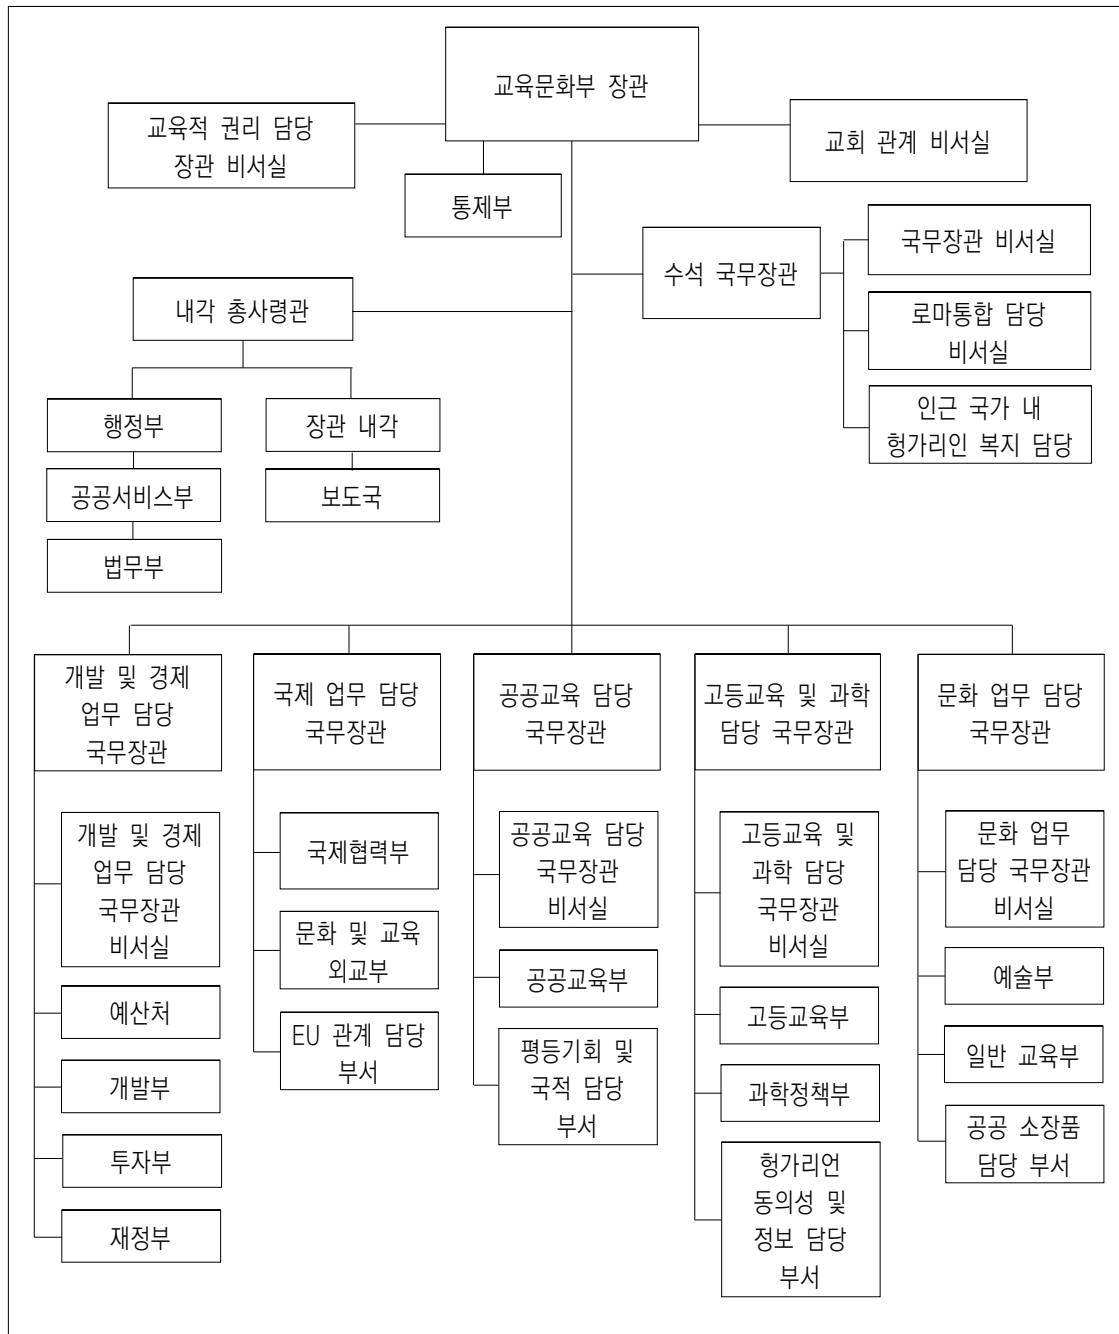 교육문화부 장관
교육적 권리 담당
장관 비서실
교회 관계 비서실
통제부
수석 국무장관
국무장관 비서실
로마통합 담당
비서실
인근 국가 내
헝가리인 복지 담당
내각 총사령관
행정부
장관 내각
공공서비스부
보도국
법무부
개발 및 경제
업무 담당
국무장관
국제 업무 담당
국무장관
공공교육 담당
국무장관
고등교육 및 과학
담당 국무장관
문화 업무 담당
국무장관
개발 및 경제
업무 담당
국무장관
비서실
예산처
개발부
투자부
재정부
국제협력부
문화 및 교육
외교부
EU 관계 담당
부서
공공교육 담당
국무장관
비서실
공공교육부
평등기회 및
국적 담당
부서
고등교육 및
과학 담당
국무장관
비서실
고등교육부
과학정책부
헝가리언
동의성 및
정보 담당
부서
문화 업무
담당 국무장관
비서실
예술부
일반 교육부
공공 소장품
담당 부서